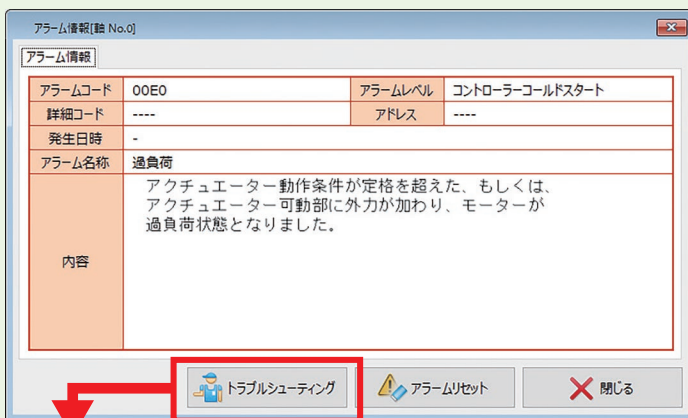 アラーム情報[軸 No.0]
アラーム情報
アラームコード 00E0 アラームレベル コントローラーコールドスタート
詳細コード ---- アドレス ----
発生日時 -
アラーム名称 過負荷
内容
アクチュエーター動作条件が定格を超えた、もしくは、
アクチュエーター可動部に外力が加わり、モーターが
過負荷状態となりました。
トラブルシューティング アラームリセット 閉じる